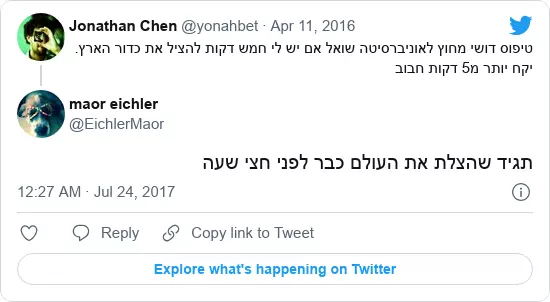 Jonathan Chen @yonahbet · Apr 11, 2016
טיפוס דושי מחוץ לאוניברסיטה שואל אם יש לי חמש דקות להציל את כדור הארץ.
יקח יותר מ5 דקות חבוב
maor eichler
@EichlerMaor
תגיד שהצלת את העולם כבר לפני חצי שעה
12:27 AM · Jul 24, 2017
Reply Copy link to Tweet
Explore what's happening on Twitter